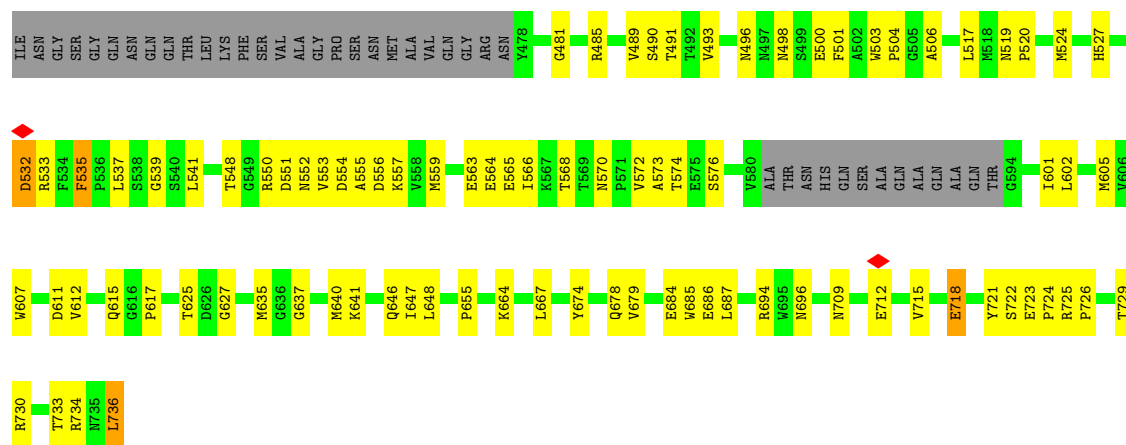 ILE ASN GLY SER GLY GLN ASN GLN GLN THR LEU LYS PHE SER VAL ALA GLY PRO SER ASN MET ALA VAL GLN GLY ARG ASN Y478 G481 R485 V489 S490 T491 T492 V493 N496 N497 N498 S499 E500 F501 A502 W503 P504 G505 A506 L517 M518 N519 P520 M524 H527
D532 R533 F534 F535 P536 L537 S538 G539 S540 L541 T548 G549 R550 D551 N552 V553 D554 A555 D556 K557 V558 M559 E563 E564 E565 I566 K567 T568 T569 N570 P571 V572 A573 T574 E575 S576 V580 ALA THR ASN HIS GLN SER ALA GLN ALA GLN ALA GLN THR G594 I601 L602 M605 V606
W607 D611 V612 Q615 G616 P617 T625 D626 G627 M635 G636 G637 M640 K641 Q646 I647 L648 P655 K664 L667 Y674 Q678 V679 E684 W685 E686 L687 R694 W695 N696 N709 E712 V715 E718 Y721 S722 E723 P724 R725 P726 T729
R730 T733 R734 N735 L736